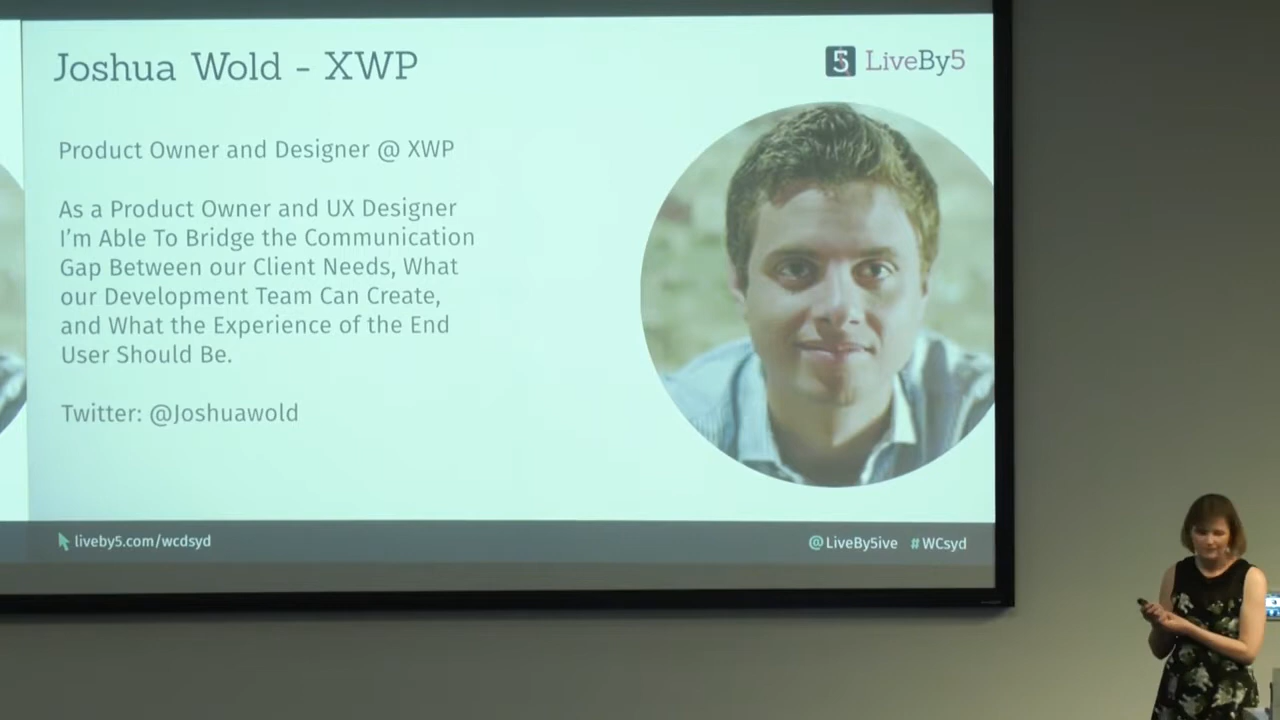 Joshua Wold - XWP
5 LiveBy5
Product Owner and Designer @ XWP
As a Product Owner and UX Designer
I'm Able To Bridge the Communication
Gap Between our Client Needs, What
our Development Team Can Create,
and What the Experience of the End
User Should Be.
Twitter: @Joshuawold
liveby5.com/wcdsyd
@LiveBy5ive #WCsyd